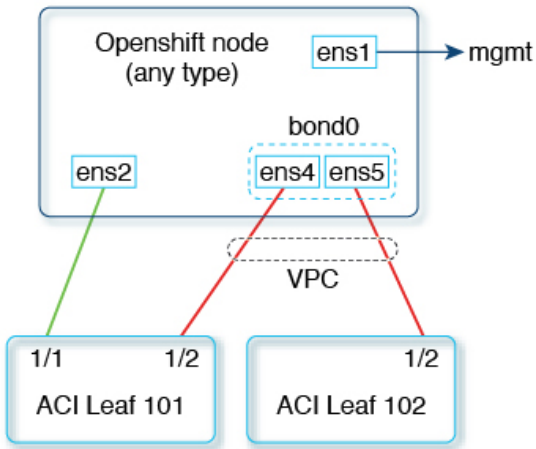 Openshift node
(any type)
ens1
mgmt
bond0
ens2
ens4
ens5
VPC
1/1
1/2
1/2
ACI Leaf 101
ACI Leaf 102